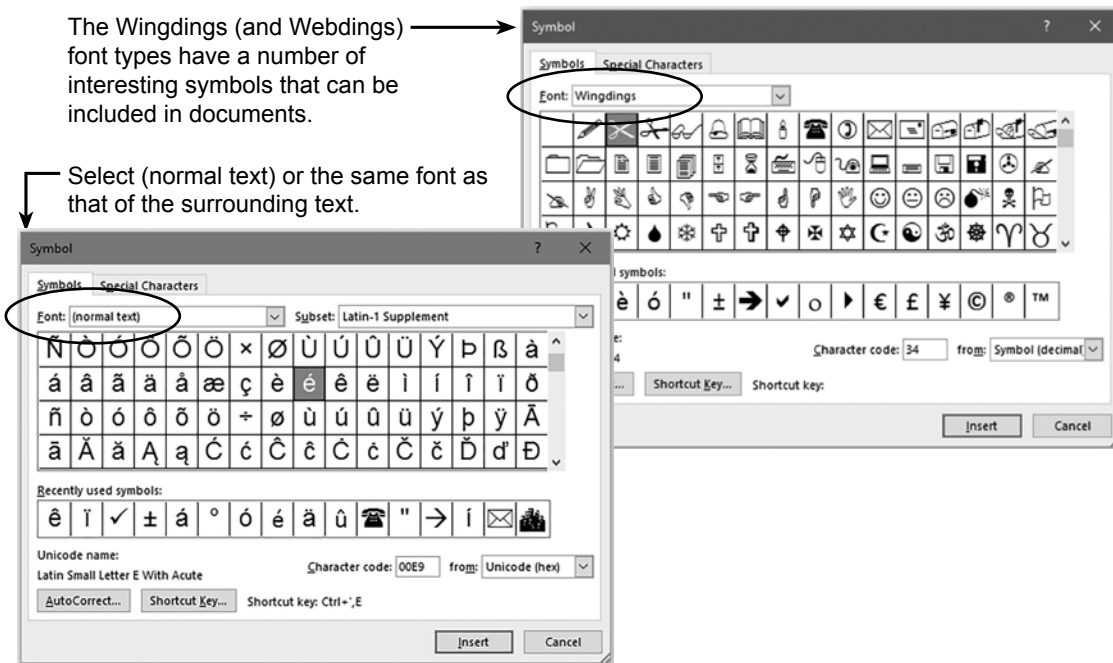 The Wingdings (and Webdings)
font types have a number of
interesting symbols that can be
included in documents.
Select (normal text) or the same font as
that of the surrounding text.
Symbol ? ×
Symbols Special Characters
Font: Wingdings
symbols:
è ó " ± ➔ ✓ o ▶ € £ ¥ © ® ™
e:
4
Character code: 34 from: Symbol (decimal
... Shortcut Key... Shortcut key:
Insert Cancel
Symbol ? ×
Symbols Special Characters
Font: (normal text) Subset: Latin-1 Supplement
Ñ Ò Ó Ô Õ Ö × Ø Ù Ú Û Ü Ý Þ ß à
á â ã ä å æ ç è é ê ë ì í î ï ð
ñ ò ó ô õ ö ÷ ø ù ú û ü ý þ ÿ Ā
ā Ă ă Ą ą Ć ć Ĉ ĉ Ċ ċ Č č Ď ď Đ
Recently used symbols:
ê ï ✓ ± á ° ó é ä û ☎ " → í ✉
Unicode name:
Latin Small Letter E With Acute
Character code: 00E9 from: Unicode (hex)
AutoCorrect... Shortcut Key... Shortcut key: Ctrl+',E
Insert Cancel